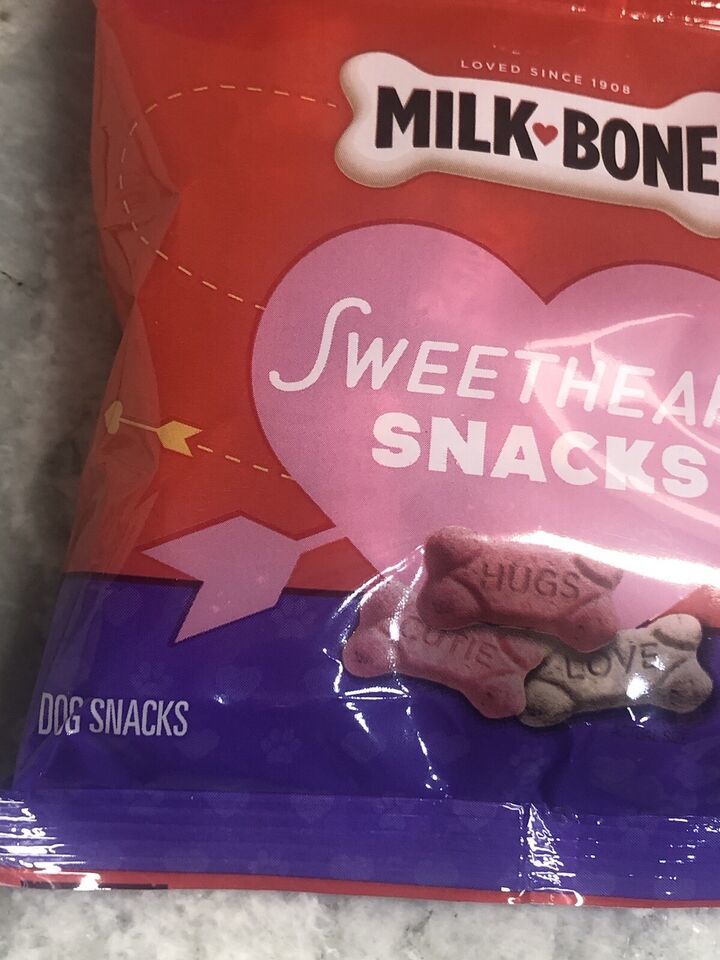 LOVED SINCE 1908
MILK BONE
SWEETHEA
SNACKS
HUGS
CUTIE
LOVE
DOG SNACKS